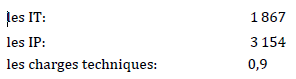 les IT: 1 867
les IP: 3 154
les charges techniques: 0,9